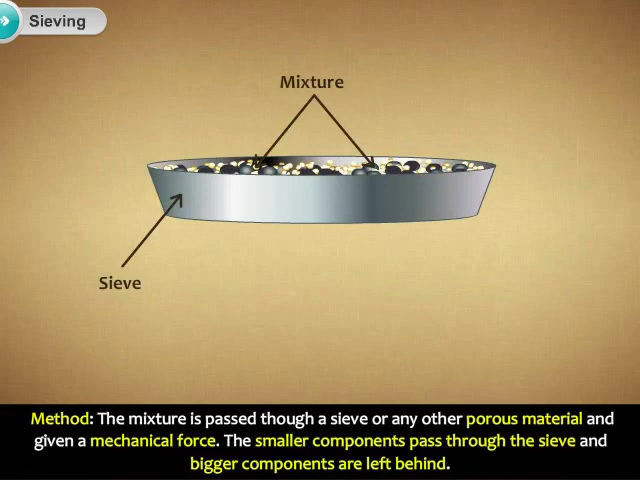 Sieving
Mixture
Sieve
Method: The mixture is passed though a sieve or any other porous material and
given a mechanical force. The smaller components pass through the sieve and
bigger components are left behind.